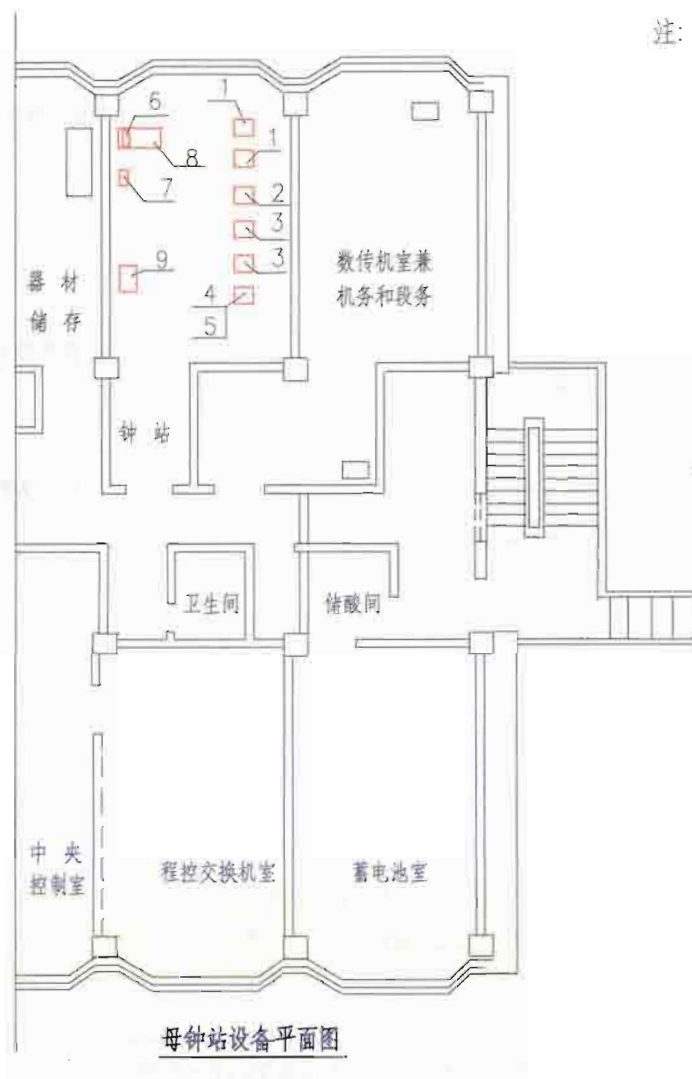 注:
1
6
1
8
7
2
3
9
3
4
5
数传机室兼
机务和段务
器材
储存
钟站
卫生间
储酸间
中央
控制室
程控交换机室
蓄电池室
母钟站设备平面图